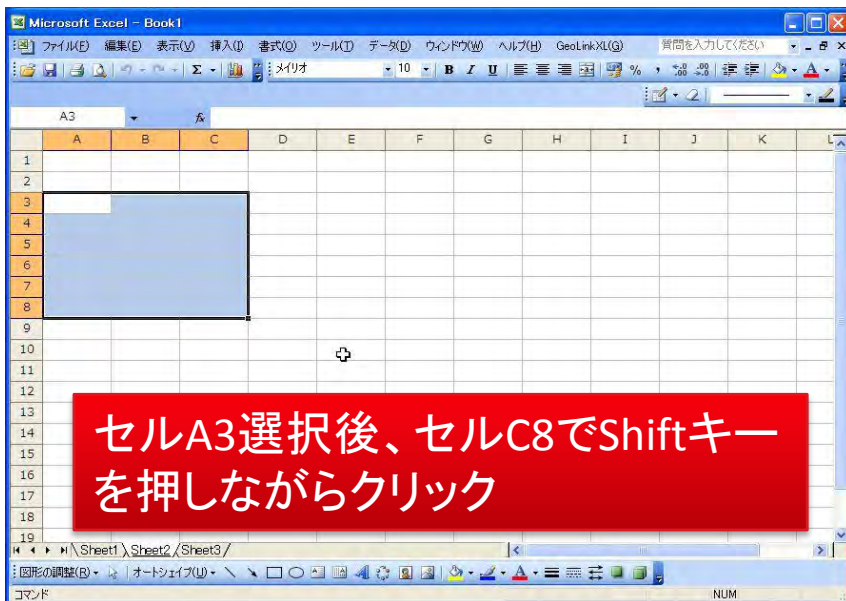 Microsoft Excel - Book1
ファイル(F) 編集(E) 表示(V) 挿入(I) 書式(O) ツール(T) データ(D) ウィンドウ(W) ヘルプ(H) GeoLinkXL(G) 質問を入力してください
メイリオ 10 B I U
A3 fx
A B C D E F G H I J K L
1
2
3
4
5
6
7
8
9
10
11
12
13
14
15
16
17
18
19
セルA3選択後、セルC8でShiftキー
を押しながらクリック
Sheet1 Sheet2 Sheet3
図形の調整(R) オートシェイプ(U)
コマンド NUM